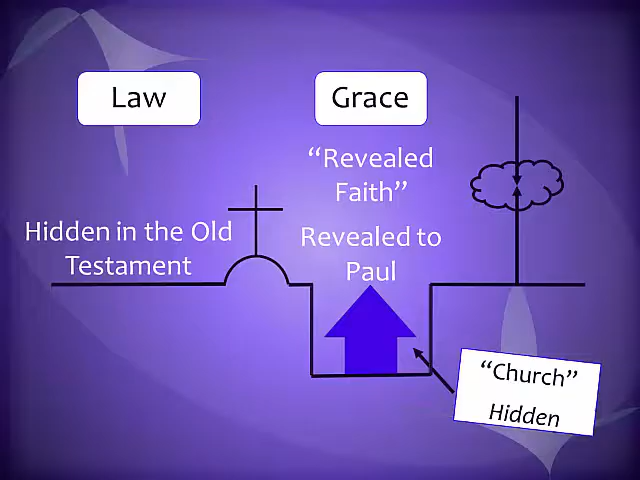 Law
Grace
“Revealed
Faith”
Hidden in the Old
Testament
Revealed to
Paul
“Church”
Hidden